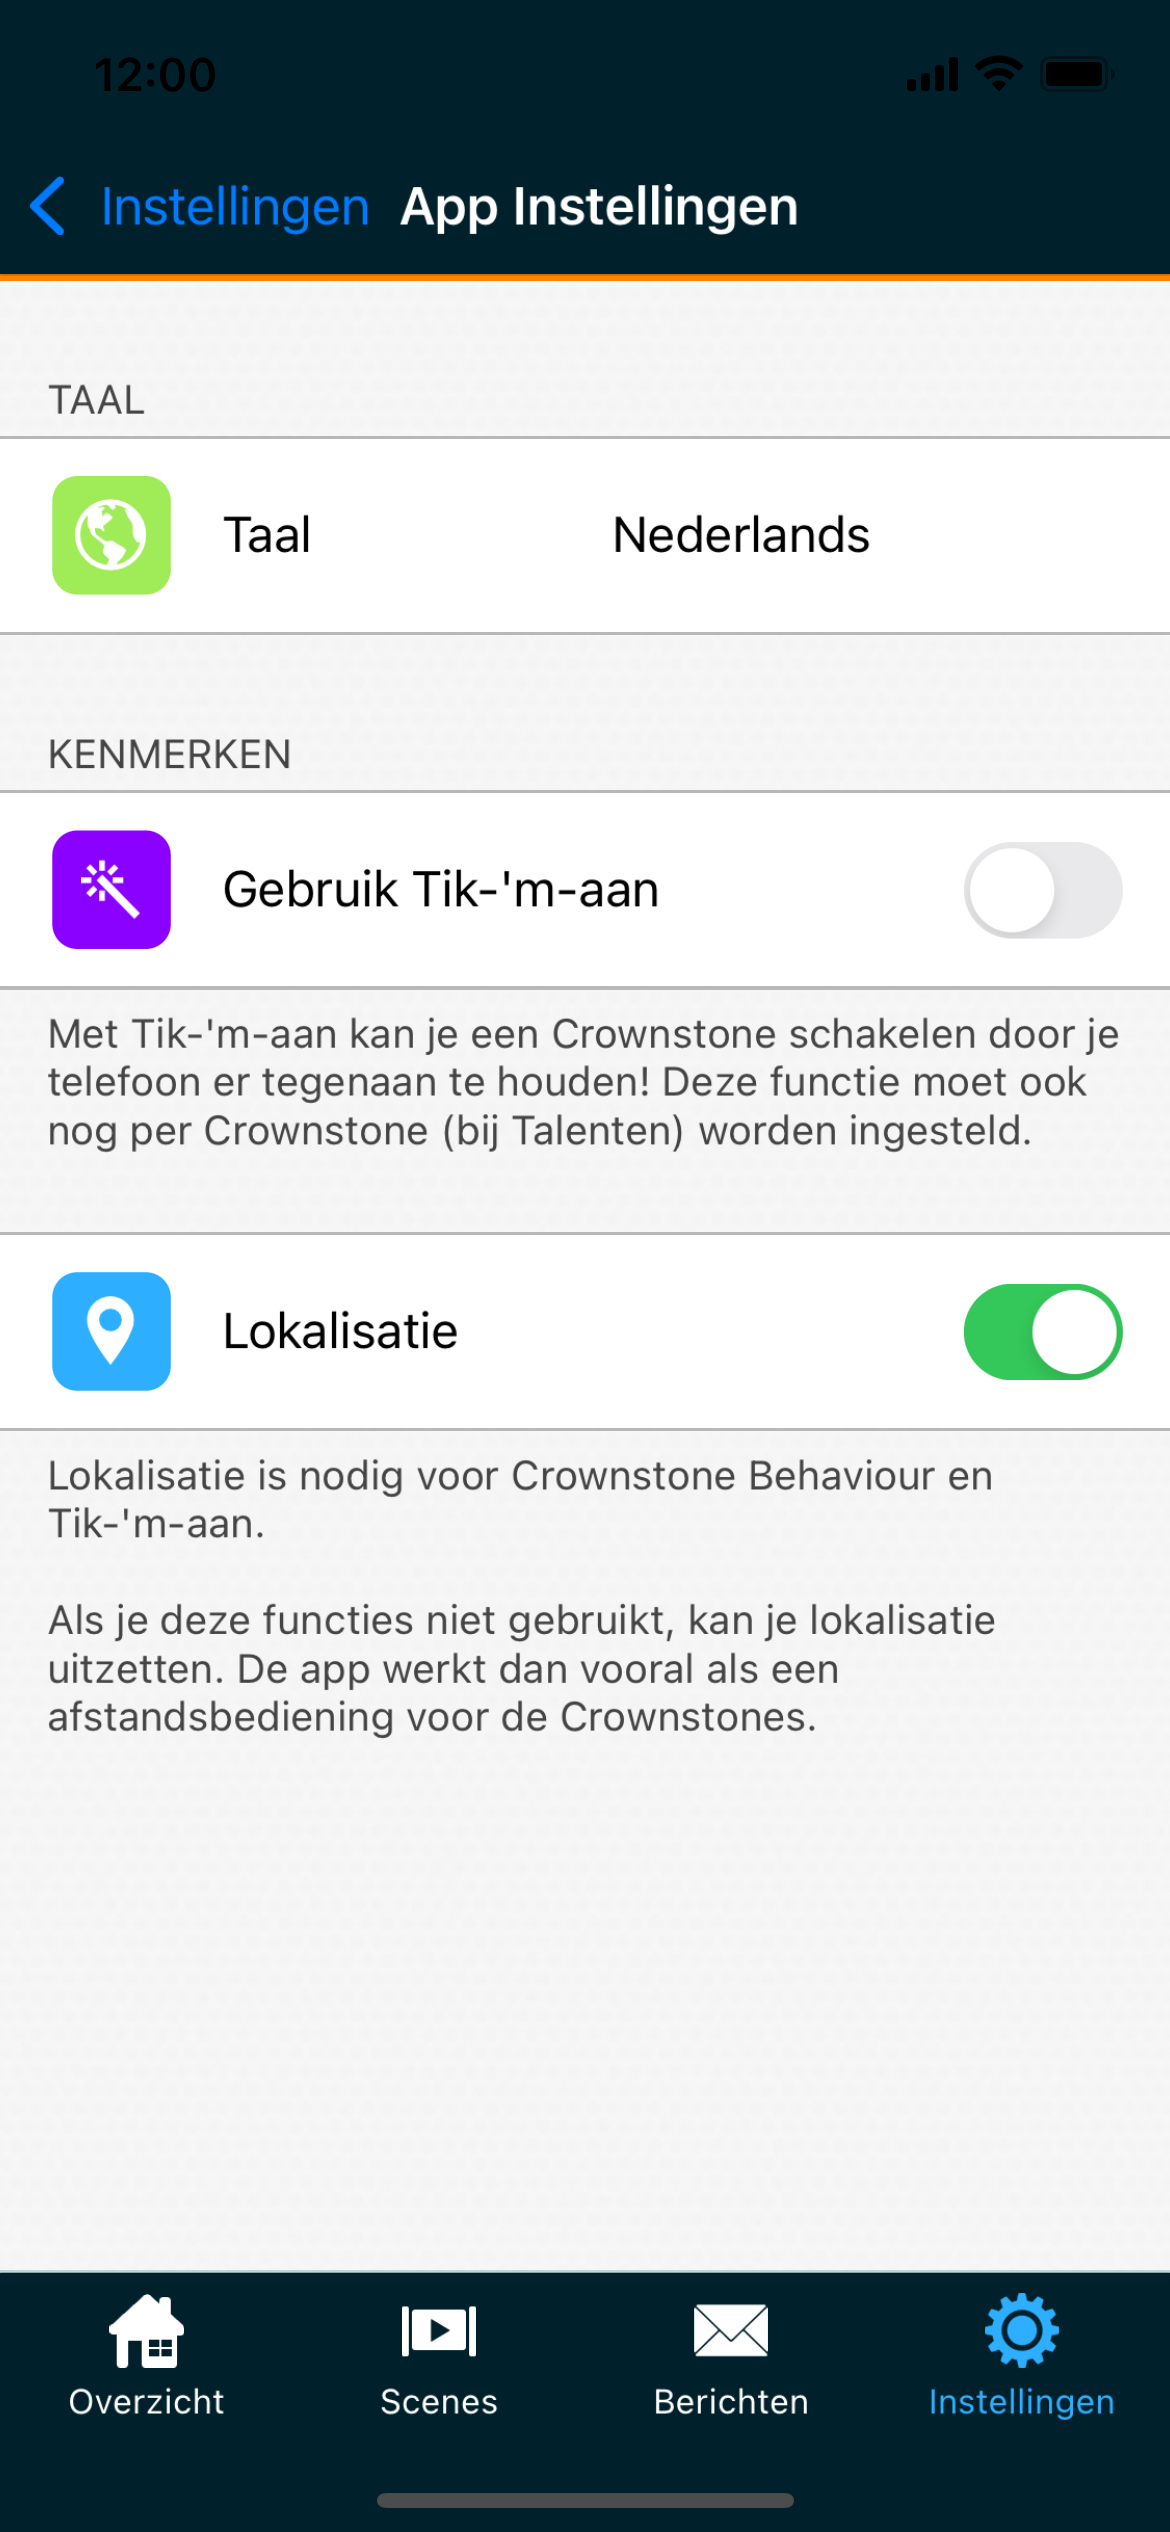 12:00
Instellingen App Instellingen
TAAL
Taal Nederlands
KENMERKEN
Gebruik Tik-'m-aan
Met Tik-'m-aan kan je een Crownstone schakelen door je
telefoon er tegenaan te houden! Deze functie moet ook
nog per Crownstone (bij Talenten) worden ingesteld.
Lokalisatie
Lokalisatie is nodig voor Crownstone Behaviour en
Tik-'m-aan.
Als je deze functies niet gebruikt, kan je lokalisatie
uitzetten. De app werkt dan vooral als een
afstandsbediening voor de Crownstones.
Overzicht Scenes Berichten Instellingen